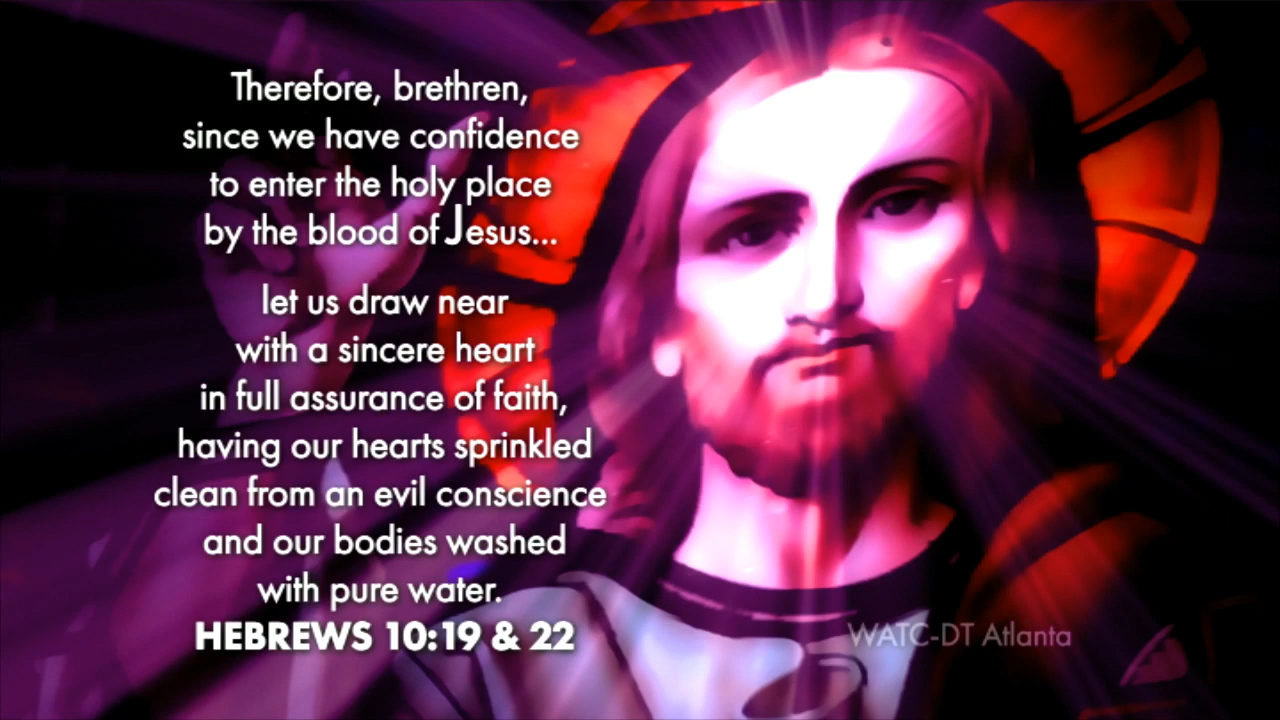 Therefore, brethren,
since we have confidence
to enter the holy place
by the blood of Jesus...
let us draw near
with a sincere heart
in full assurance of faith,
having our hearts sprinkled
clean from an evil conscience
and our bodies washed
with pure water.
HEBREWS 10:19 & 22
WATC-DT Atlanta